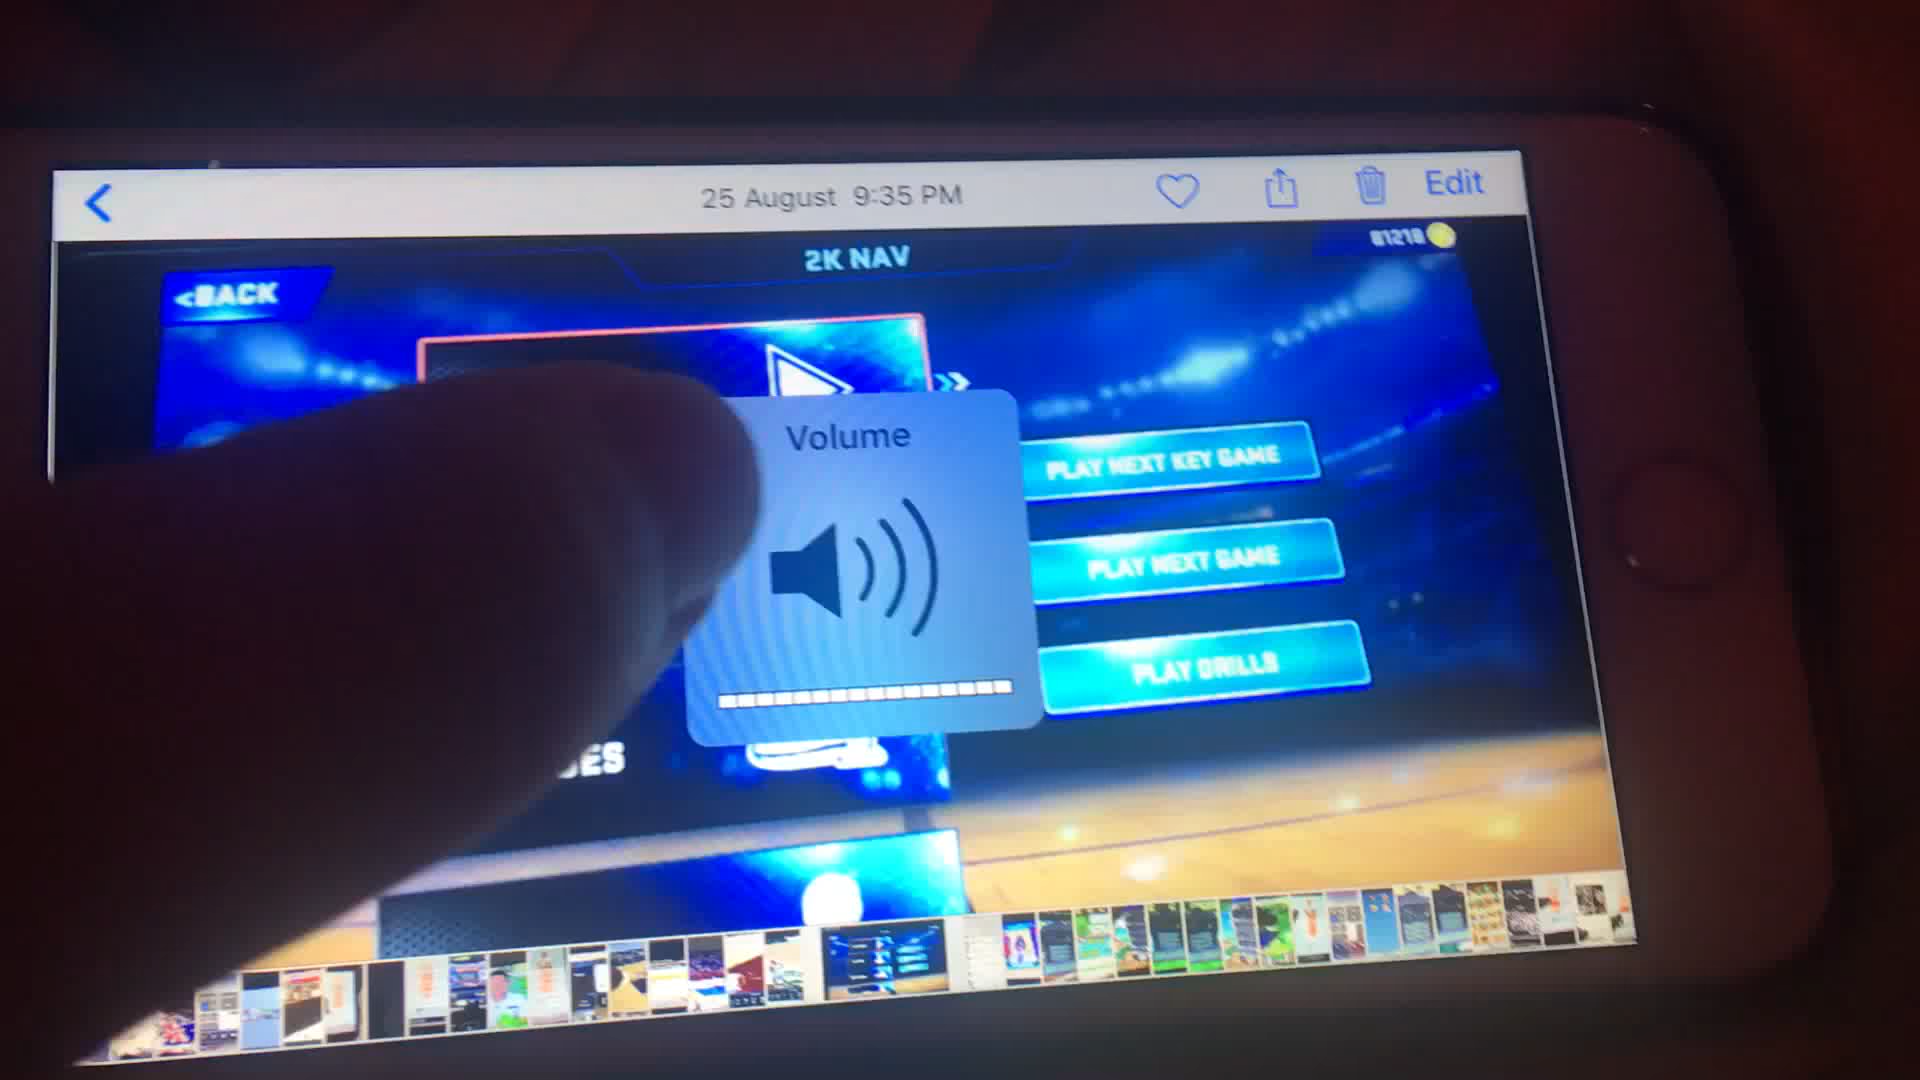 25 August 9:35 PM
Edit
2K NAV
81218
<BACK
Volume
PLAY NEXT KEY GAME
PLAY NEXT GAME
PLAY DRILLS